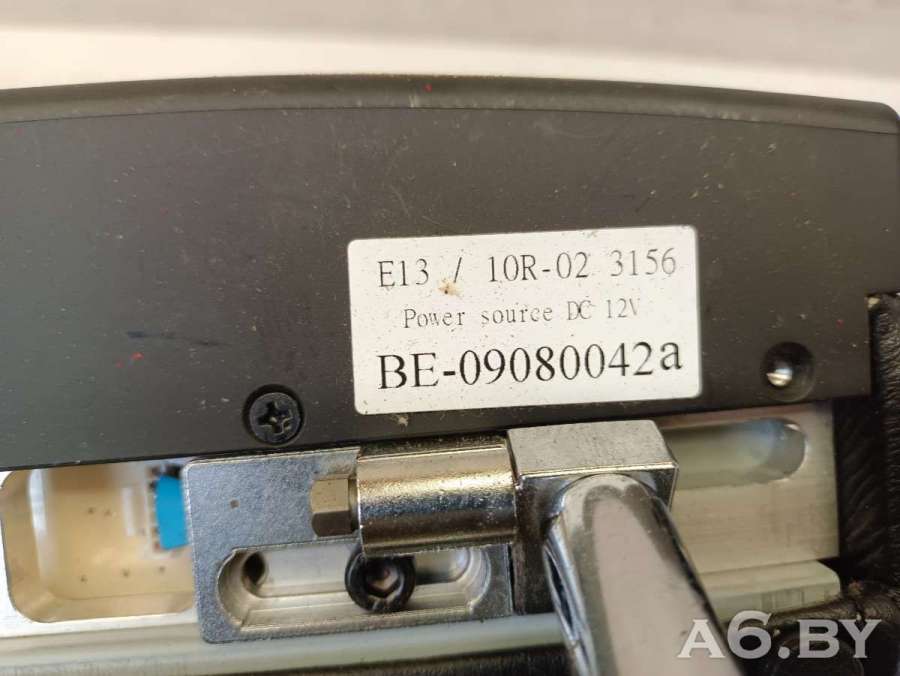 E13 / 10R-02 3156
Power source DC 12V
BE-09080042a
A6.BY